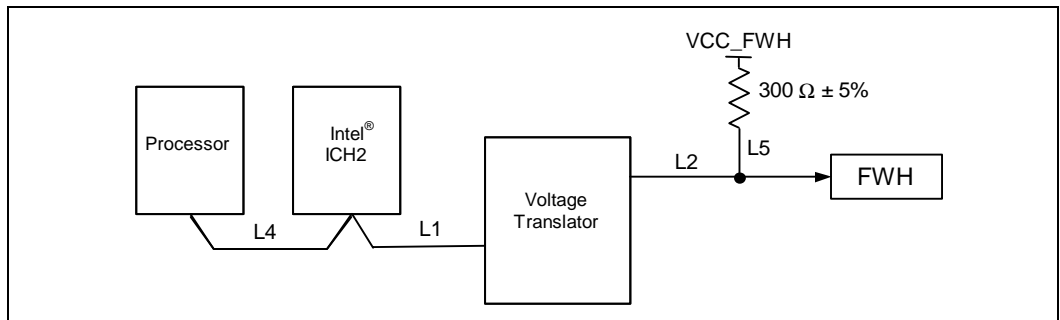 VCC_FWH
300 Ω ± 5%
Processor
Intel®
ICH2
L5
L2
FWH
Voltage
Translator
L4
L1